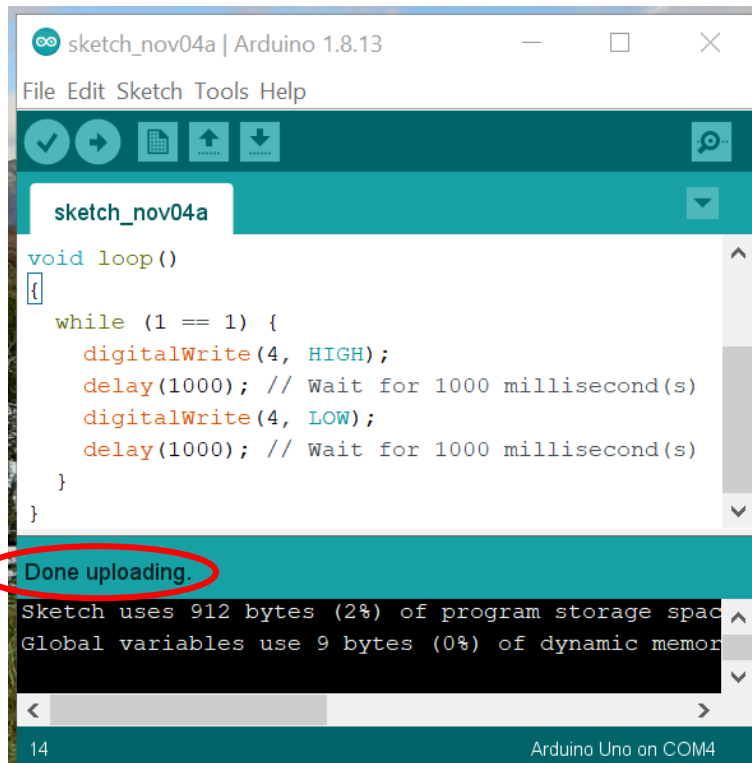 sketch_nov04a | Arduino 1.8.13
File Edit Sketch Tools Help
sketch_nov04a
void loop()
{
  while (1 == 1) {
    digitalWrite(4, HIGH);
    delay(1000); // Wait for 1000 millisecond(s)
    digitalWrite(4, LOW);
    delay(1000); // Wait for 1000 millisecond(s)
  }
}
Done uploading.
Sketch uses 912 bytes (2%) of program storage spac
Global variables use 9 bytes (0%) of dynamic memor
14 Arduino Uno on COM4